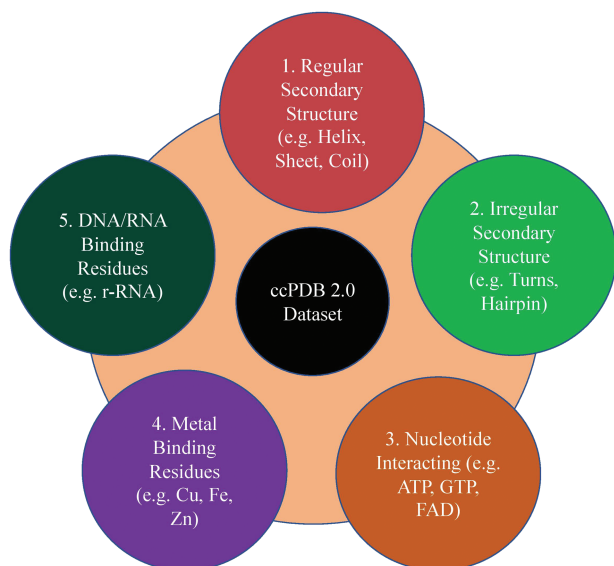 1. Regular
Secondary
Structure
(e.g. Helix,
Sheet, Coil)
2. Irregular
Secondary
Structure
(e.g. Turns,
Hairpin)
3. Nucleotide
Interacting (e.g.
ATP, GTP,
FAD)
4. Metal
Binding
Residues
(e.g. Cu, Fe,
Zn)
5. DNA/RNA
Binding
Residues
(e.g. r-RNA)
ccPDB 2.0
Dataset